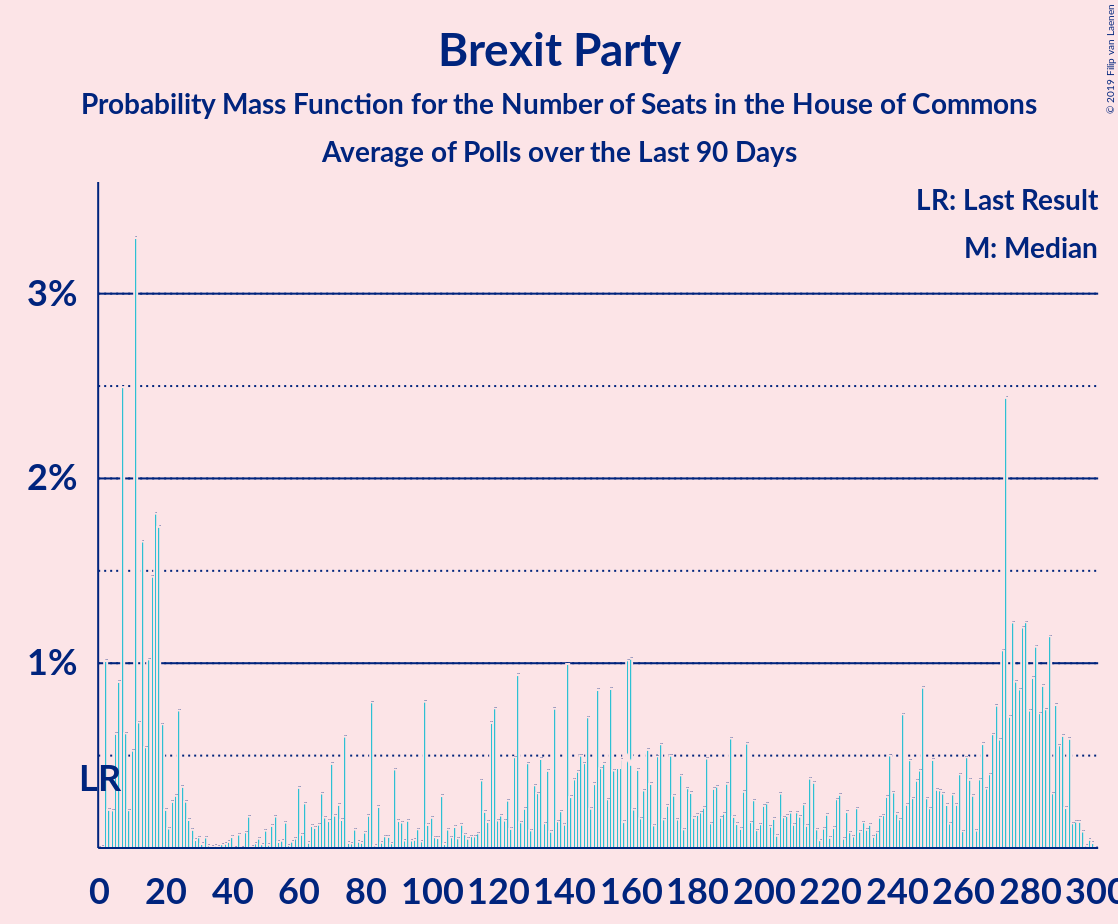 Brexit Party
Probability Mass Function for the Number of Seats in the House of Commons
Average of Polls over the Last 90 Days
© 2019 Filip van Laenen
LR: Last Result
M: Median
3%
2%
1%
LR
0 20 40 60 80 100 120 140 160 180 200 220 240 260 280 300